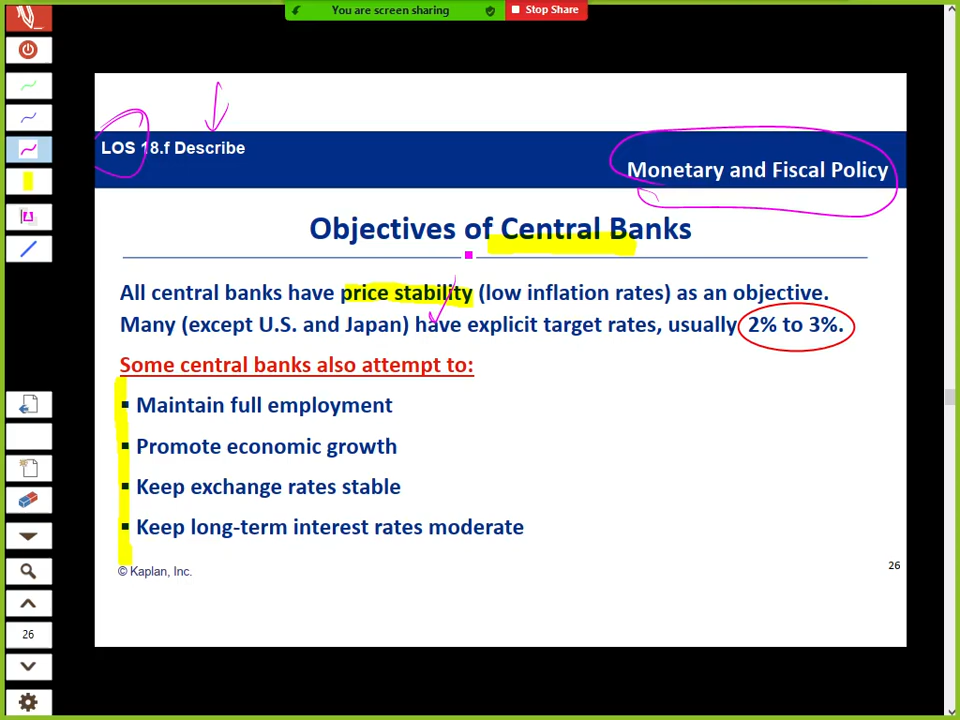 You are screen sharing
Stop Share
LOS 18.f Describe
Monetary and Fiscal Policy
Objectives of Central Banks
All central banks have price stability (low inflation rates) as an objective.
Many (except U.S. and Japan) have explicit target rates, usually 2% to 3%.
Some central banks also attempt to:
▪ Maintain full employment
▪ Promote economic growth
▪ Keep exchange rates stable
▪ Keep long-term interest rates moderate
© Kaplan, Inc.
26
26